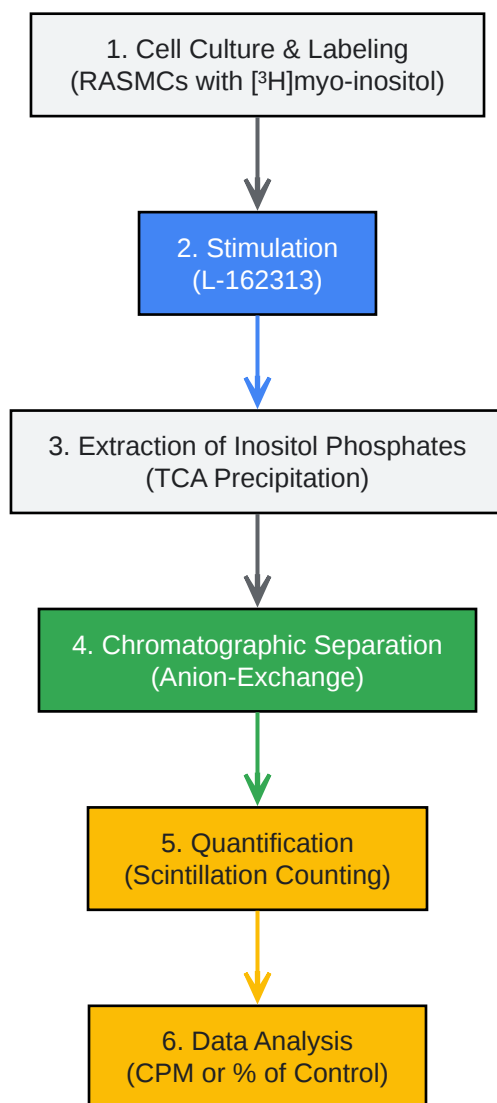 1. Cell Culture & Labeling
(RASMCs with [³H]myo-inositol)
2. Stimulation
(L-162313)
3. Extraction of Inositol Phosphates
(TCA Precipitation)
4. Chromatographic Separation
(Anion-Exchange)
5. Quantification
(Scintillation Counting)
6. Data Analysis
(CPM or % of Control)